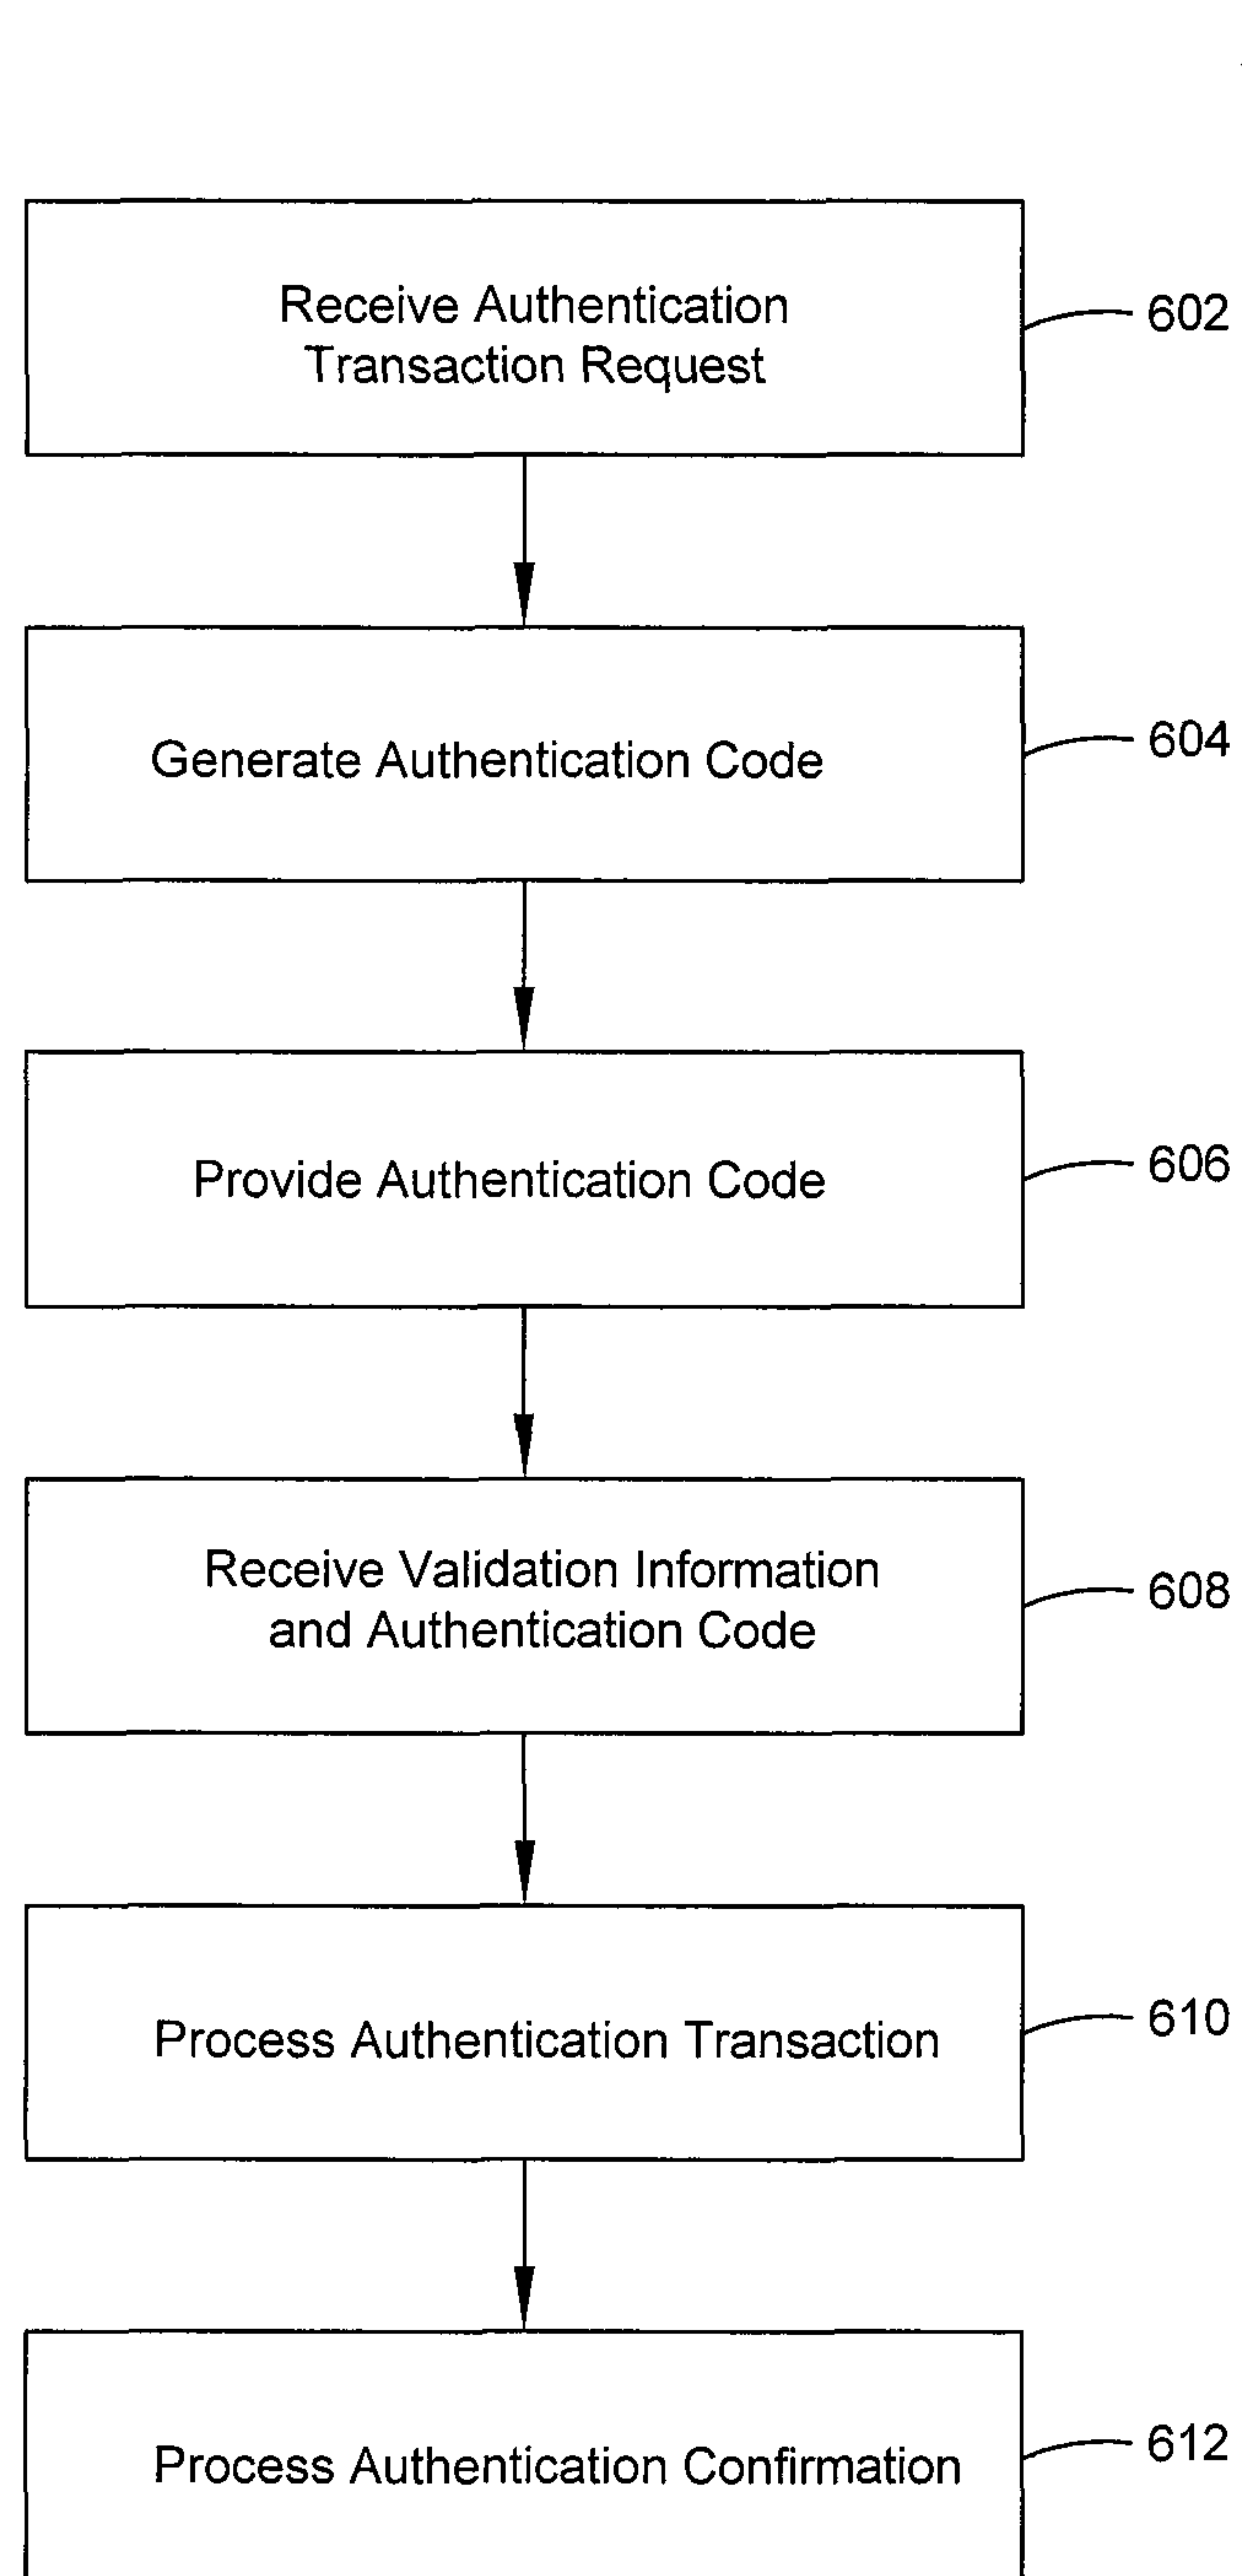 Receive Authentication
Transaction Request
602
Generate Authentication Code
604
Provide Authentication Code
606
Receive Validation Information
and Authentication Code
608
Process Authentication Transaction
610
Process Authentication Confirmation
612